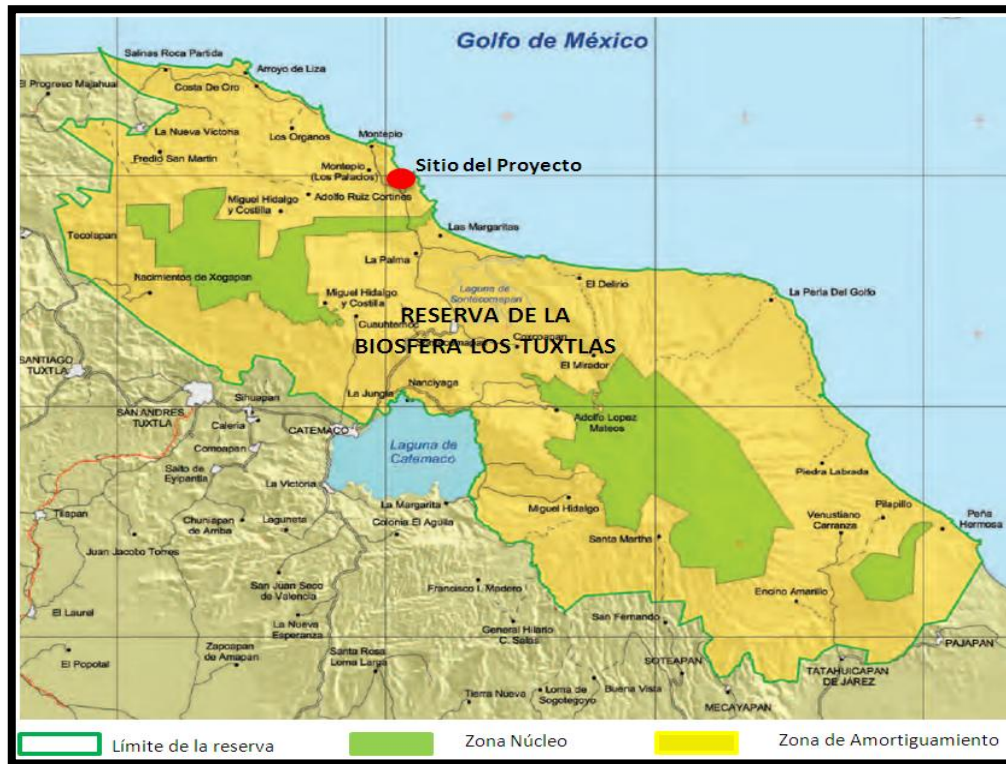 Golfo de México
Salinas Roca Partida
Arroyo de Liza
El Progreso Majahual
Costa De Oro
La Nueva Victoria
Los Organos
Montepio
Fredio San Martin
Montepio
(Los Palacios)
Sitio del Proyecto
Miguel Hidalgo
y Costilla
Adolfo Ruiz Cortines
Tecolapan
Las Margaritas
La Palma
Nacimientos de Xogapan
Laguna de
Sontecomapan
El Delirio
La Perla Del Golfo
Miguel Hidalgo
y Costilla
RESERVA DE LA
Cuauhtemoc
Coxcoapan
BIOSFERA LOS TUXTLAS
El Mirador
SANTIAGO
TUXTLA
La Jungla
Nanciyaga
SAN ANDRES
TUXTLA
Sihuapan
Adolfo Lopez
Mateos
Caleria
CATEMACO
Comoapan
Laguna de
Catemaco
Salto de
Eyipantla
Piedra Labrada
La Victoria
La Margarita
Miguel Hidalgo
Pilapillo
Tilapan
Chuniapan
de Arriba
Laguneta
Colonia El Aguila
Venustiano
Carranza
Peña
Hermosa
Juan Jacobo Torres
Santa Martha
San Juan Seco
de Valencia
Francisco I. Madero
Encino Amarillo
El Laurel
La Nueva
Esperanza
General Hilario
C. Salas
San Fernando
Zapoapan
de Amapan
Santa Rosa
Loma Larga
PAJAPAN
El Popotal
SOTEAPAN
TATAHUICAPAN
DE JAREZ
Tierra Nueva
Loma de
Sogotegoyo
Buena Vista
MECAYAPAN
Límite de la reserva
Zona Núcleo
Zona de Amortiguamiento